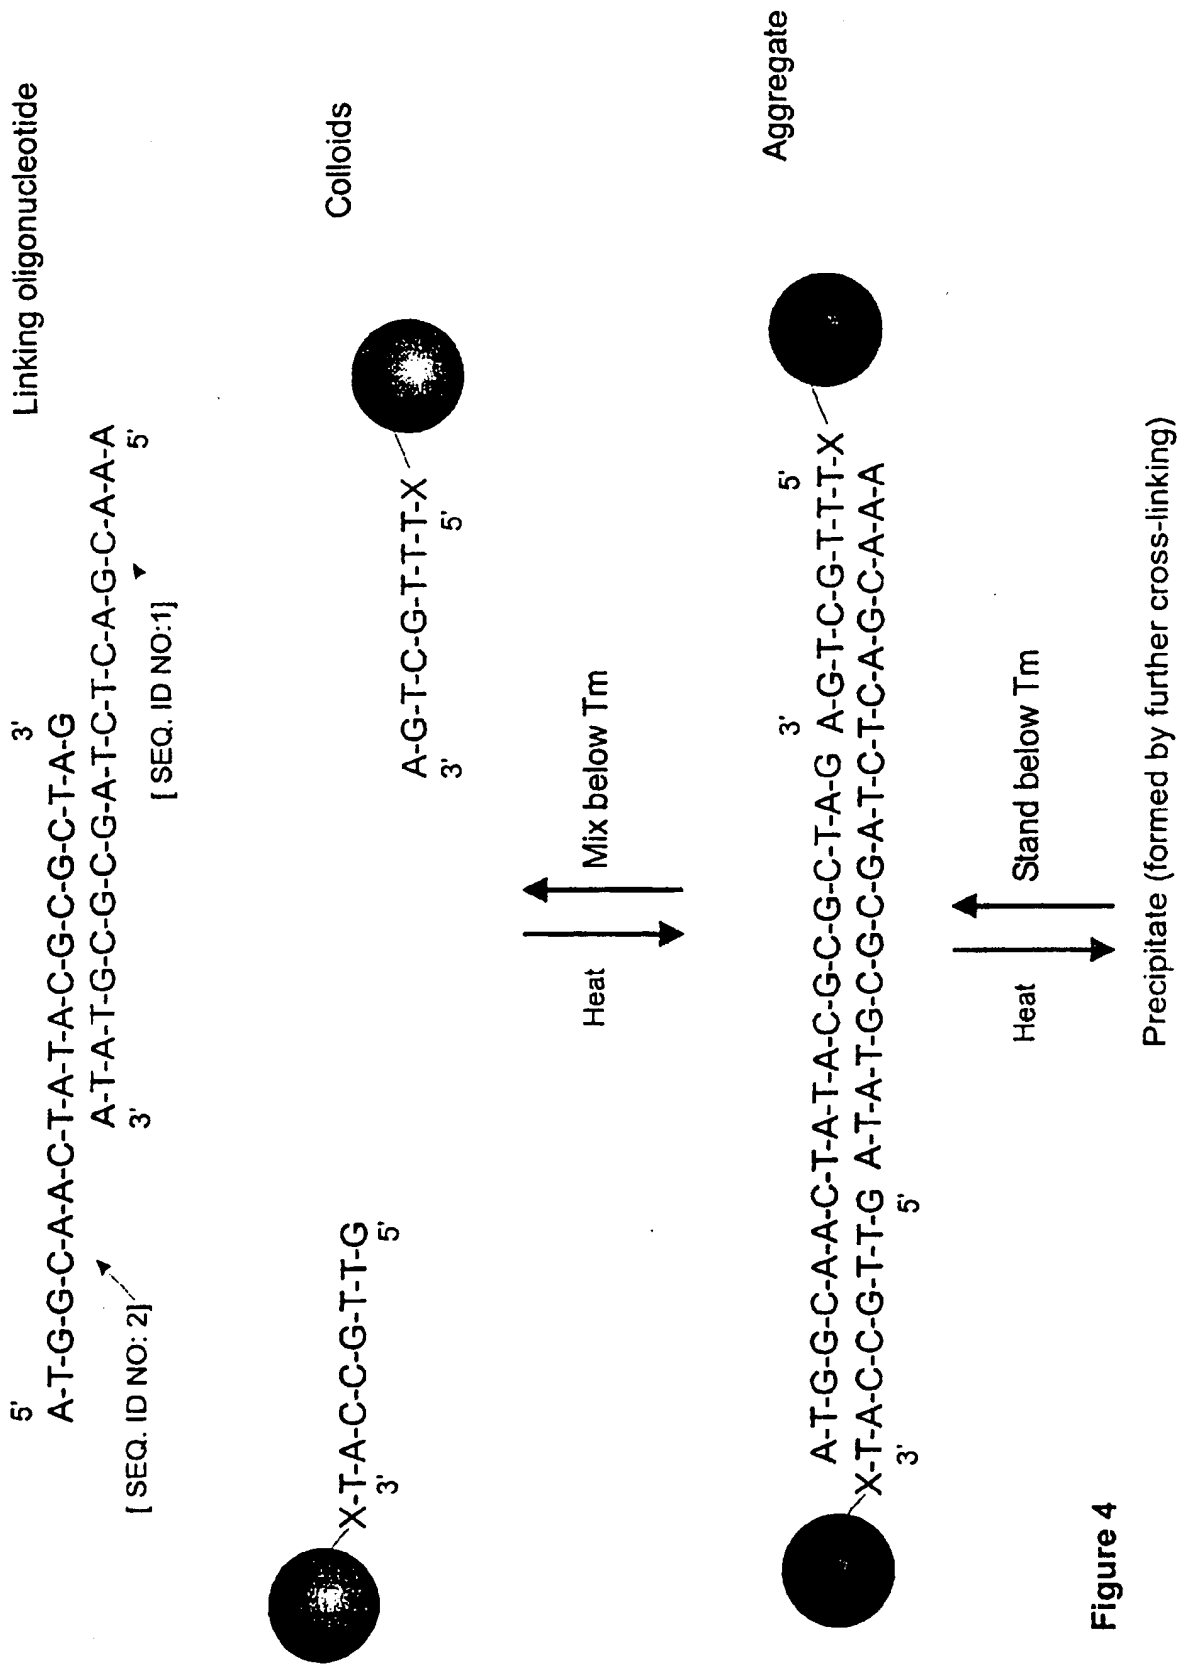 Linking oligonucleotide
5' 3'
A-T-G-G-C-A-A-C-T-A-T-A-C-G-C-G-C-T-A-G
A-T-A-T-G-C-G-C-G-A-T-C-T-C-A-G-C-A-A-A
3' 5'
[ SEQ. ID NO: 2]
[ SEQ. ID NO:1]
Colloids
X-T-A-C-C-G-T-T-G
3' 5'
A-G-T-C-G-T-T-T-X
3' 5'
Heat
Mix below Tm
Aggregate
3' 5'
A-T-G-G-C-A-A-C-T-A-T-A-C-G-C-G-C-T-A-G A-G-T-C-G-T-T-T-X
X-T-A-C-C-G-T-T-G A-T-A-T-G-C-G-C-G-A-T-C-T-C-A-G-C-A-A-A
3' 5'
Heat
Stand below Tm
Precipitate (formed by further cross-linking)
Figure 4